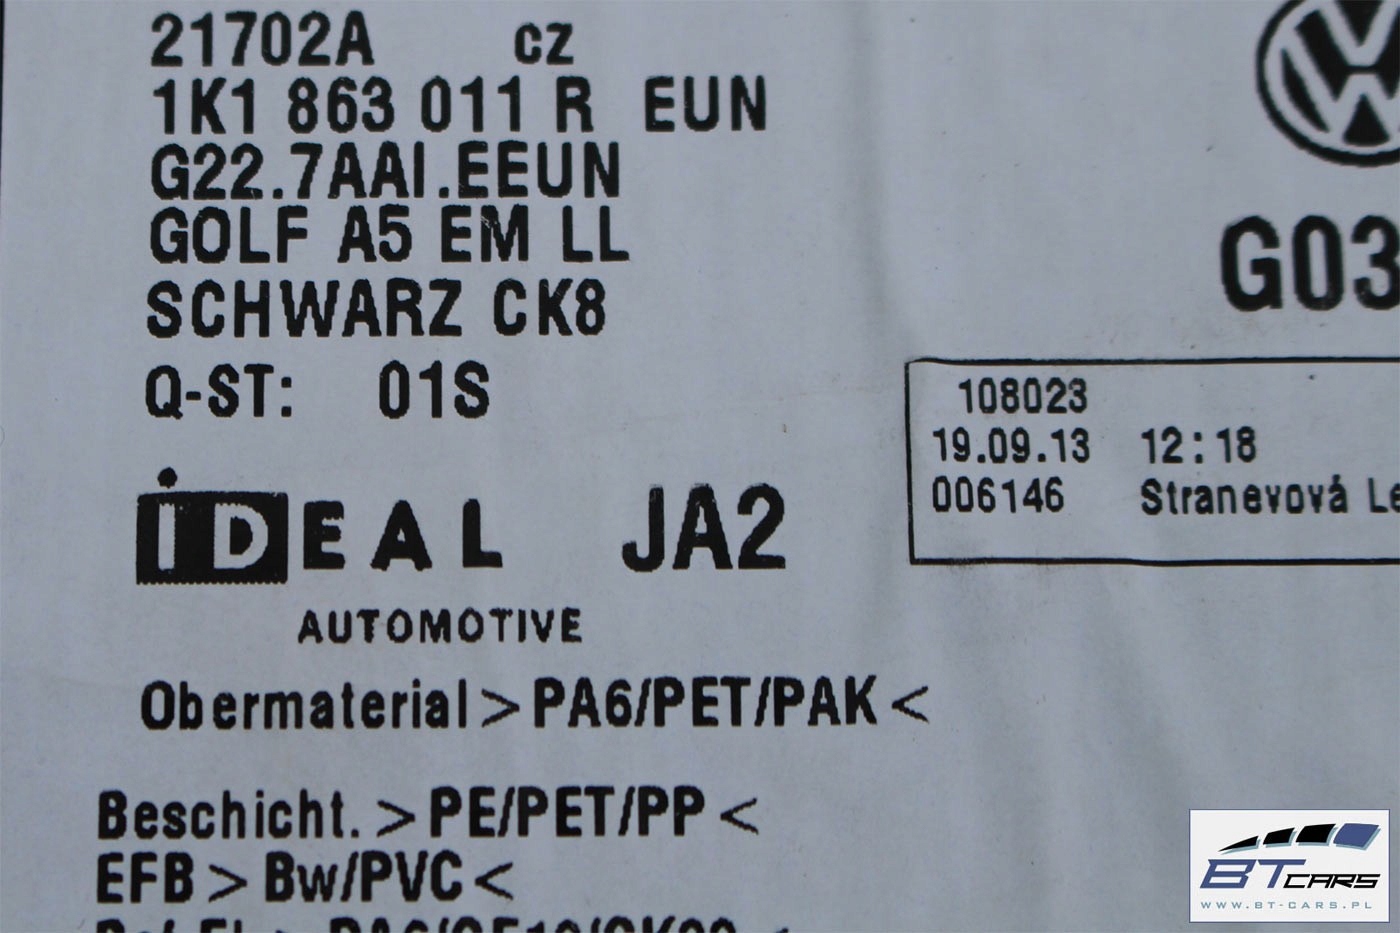 21702A cz
1K1 863 011 R EUN
G22.7AAI.EEUN
GOLF A5 EM LL
SCHWARZ CK8
Q-ST: 01S
G03
108023
19.09.13 12:18
006146 Stranevová Le
iDEAL JA2
AUTOMOTIVE
Obermaterial>PA6/PET/PAK<
Beschicht.>PE/PET/PP<
EFB>Bw/PVC<
BT CARS
WWW.BT-CARS.PL